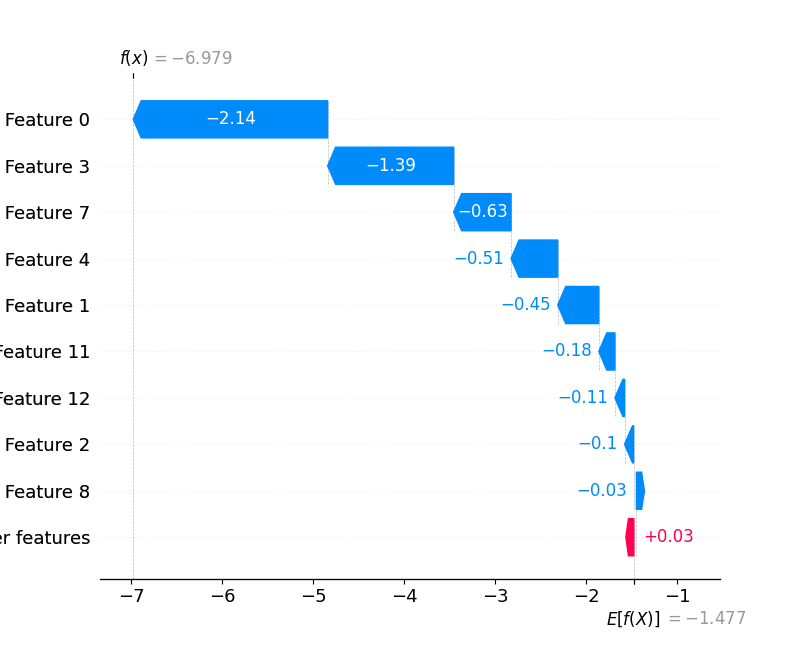 f(x) = −6.979
Feature 0 −2.14
Feature 3 −1.39
Feature 7 −0.63
Feature 4 −0.51
Feature 1 −0.45
Feature 11 −0.18
Feature 12 −0.11
Feature 2 −0.1
Feature 8 −0.03
er features +0.03
−7 −6 −5 −4 −3 −2 −1
E[f(X)] = −1.477